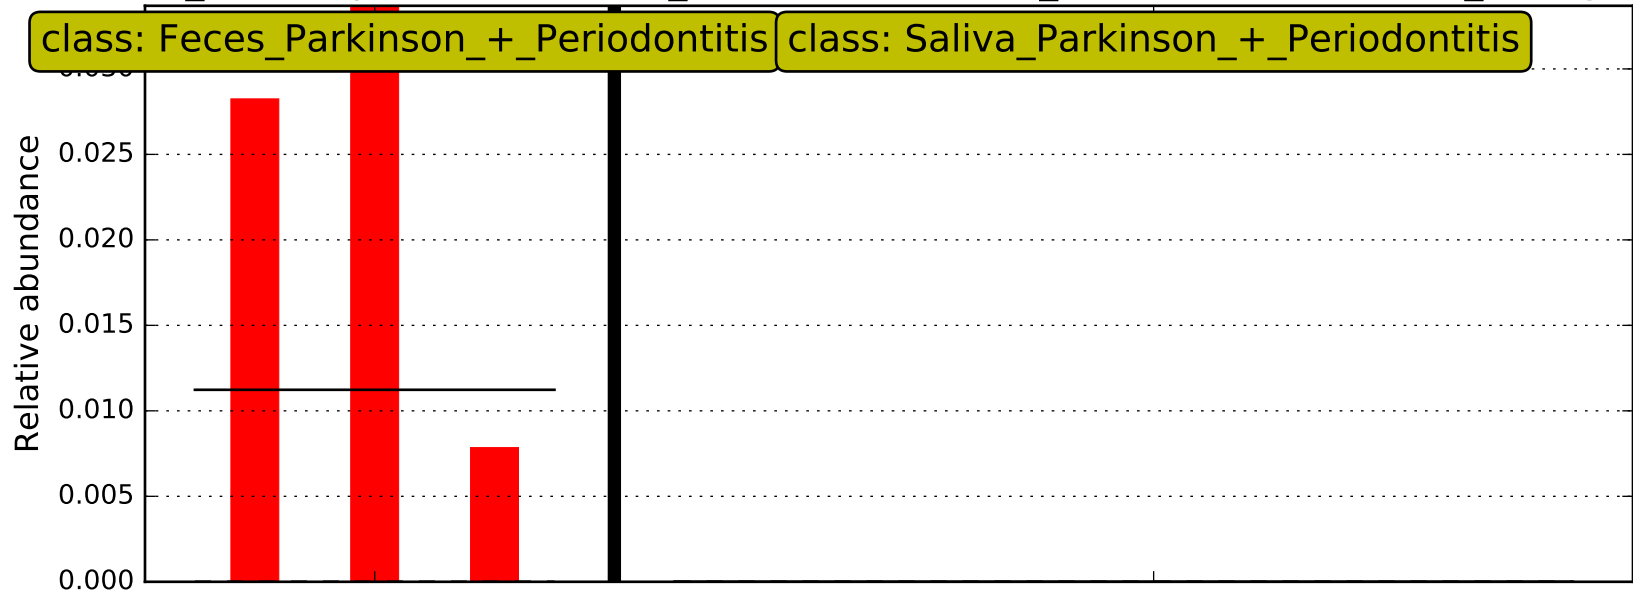 class: Feces_Parkinson_+_Periodontitis
class: Saliva_Parkinson_+_Periodontitis
0.025
0.020
0.015
0.010
0.005
0.000
Relative abundance